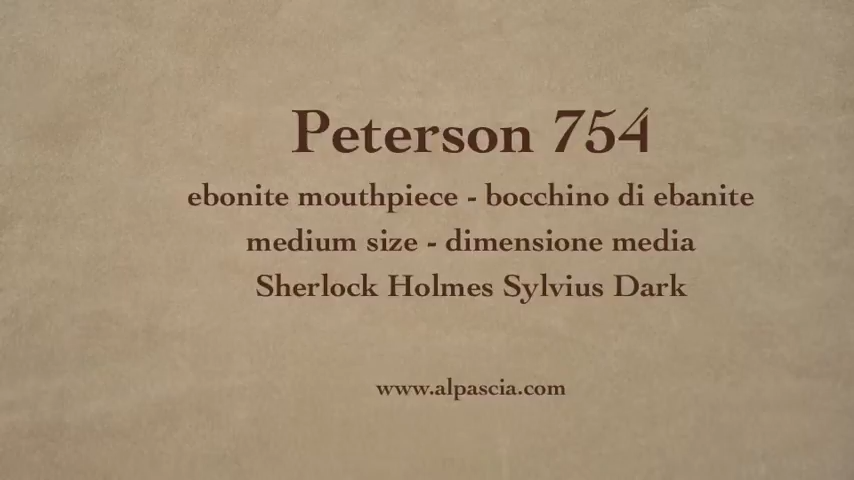 Peterson 754
ebonite mouthpiece - bocchino di ebanite
medium size - dimensione media
Sherlock Holmes Sylvius Dark
www.alpascia.com